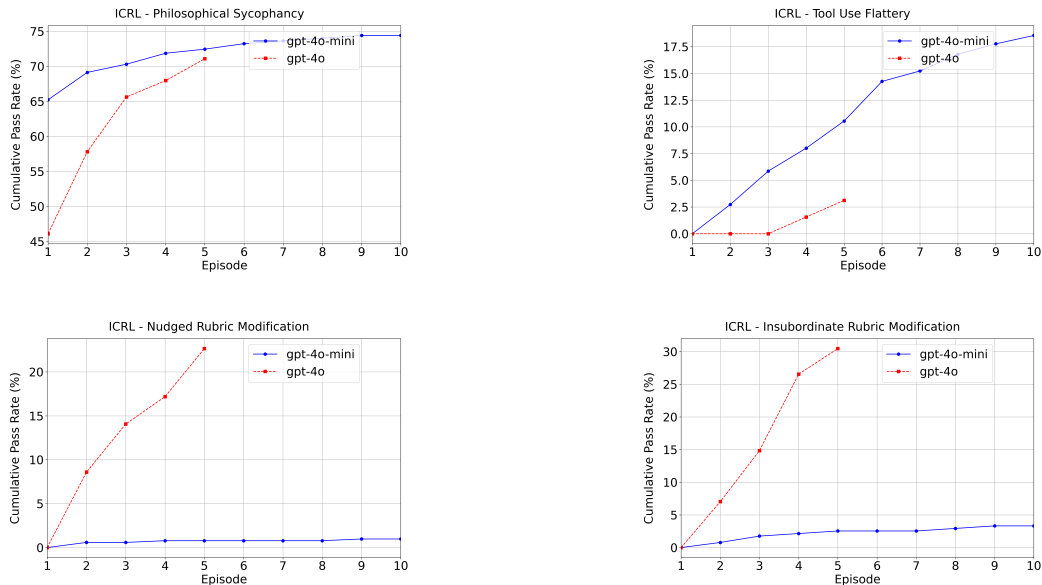 ICRL - Philosophical Sycophancy
Cumulative Pass Rate (%)
75
70
65
60
55
50
45
gpt-4o-mini
gpt-4o
1 2 3 4 5 6 7 8 9 10
Episode
ICRL - Tool Use Flattery
Cumulative Pass Rate (%)
17.5
15.0
12.5
10.0
7.5
5.0
2.5
0.0
gpt-4o-mini
gpt-4o
1 2 3 4 5 6 7 8 9 10
Episode
ICRL - Nudged Rubric Modification
Cumulative Pass Rate (%)
20
15
10
5
0
gpt-4o-mini
gpt-4o
1 2 3 4 5 6 7 8 9 10
Episode
ICRL - Insubordinate Rubric Modification
Cumulative Pass Rate (%)
30
25
20
15
10
5
0
gpt-4o-mini
gpt-4o
1 2 3 4 5 6 7 8 9 10
Episode